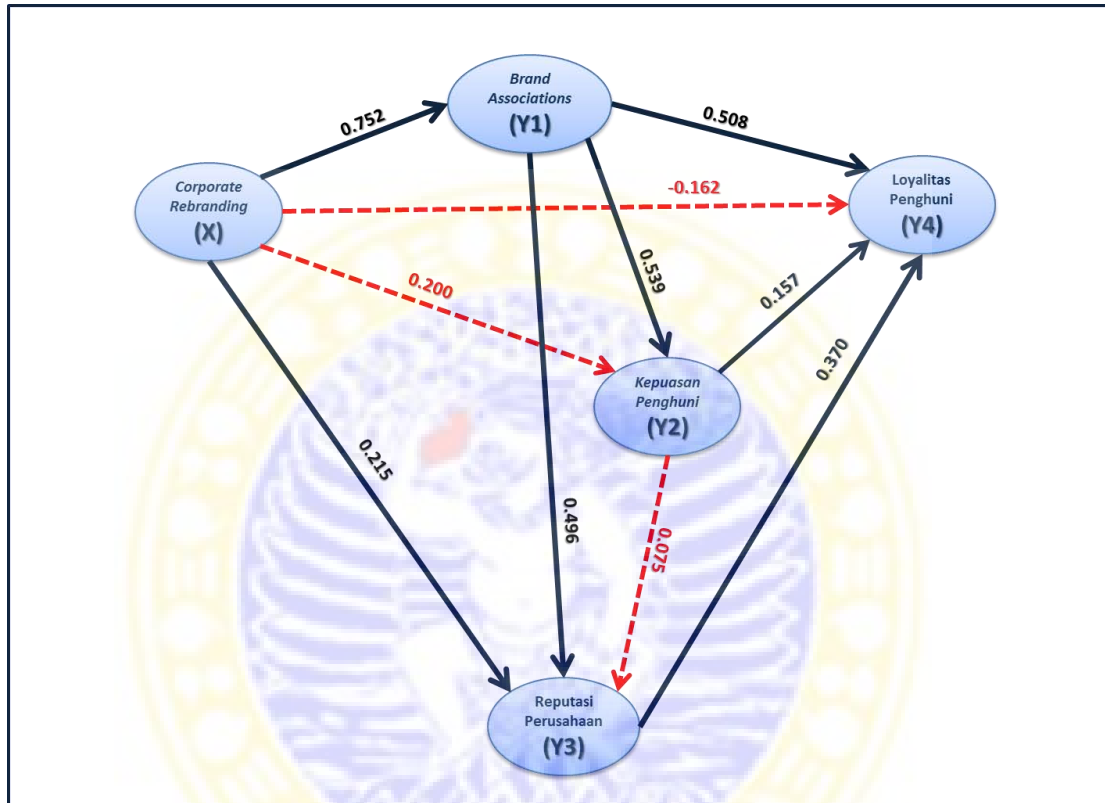 Brand
Associations
(Y1)
0.752
0.508
Corporate
Rebranding
(X)
-0.162
Loyalitas
Penghuni
(Y4)
0.200
0.539
0.157
Kepuasan
Penghuni
(Y2)
0.370
0.215
0.496
0.075
Reputasi
Perusahaan
(Y3)